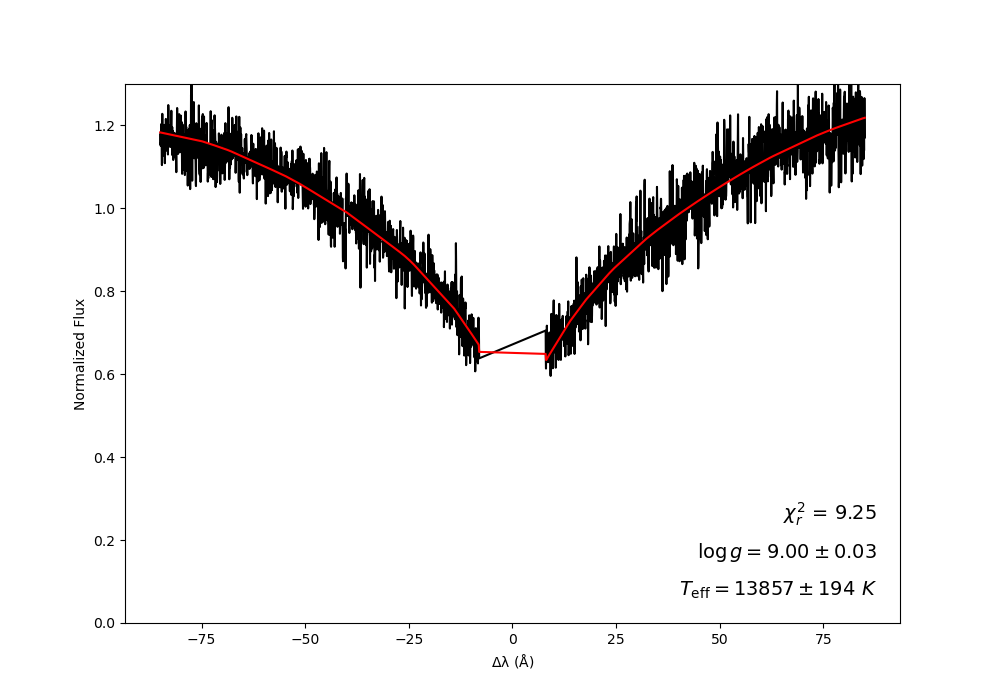 1.2
1.0
0.8
0.6
0.4
0.2
0.0
Normalized Flux
χ²ᵣ = 9.25
log g = 9.00 ± 0.03
T_eff = 13857 ± 194 K
−75 −50 −25 0 25 50 75
Δλ (Å)